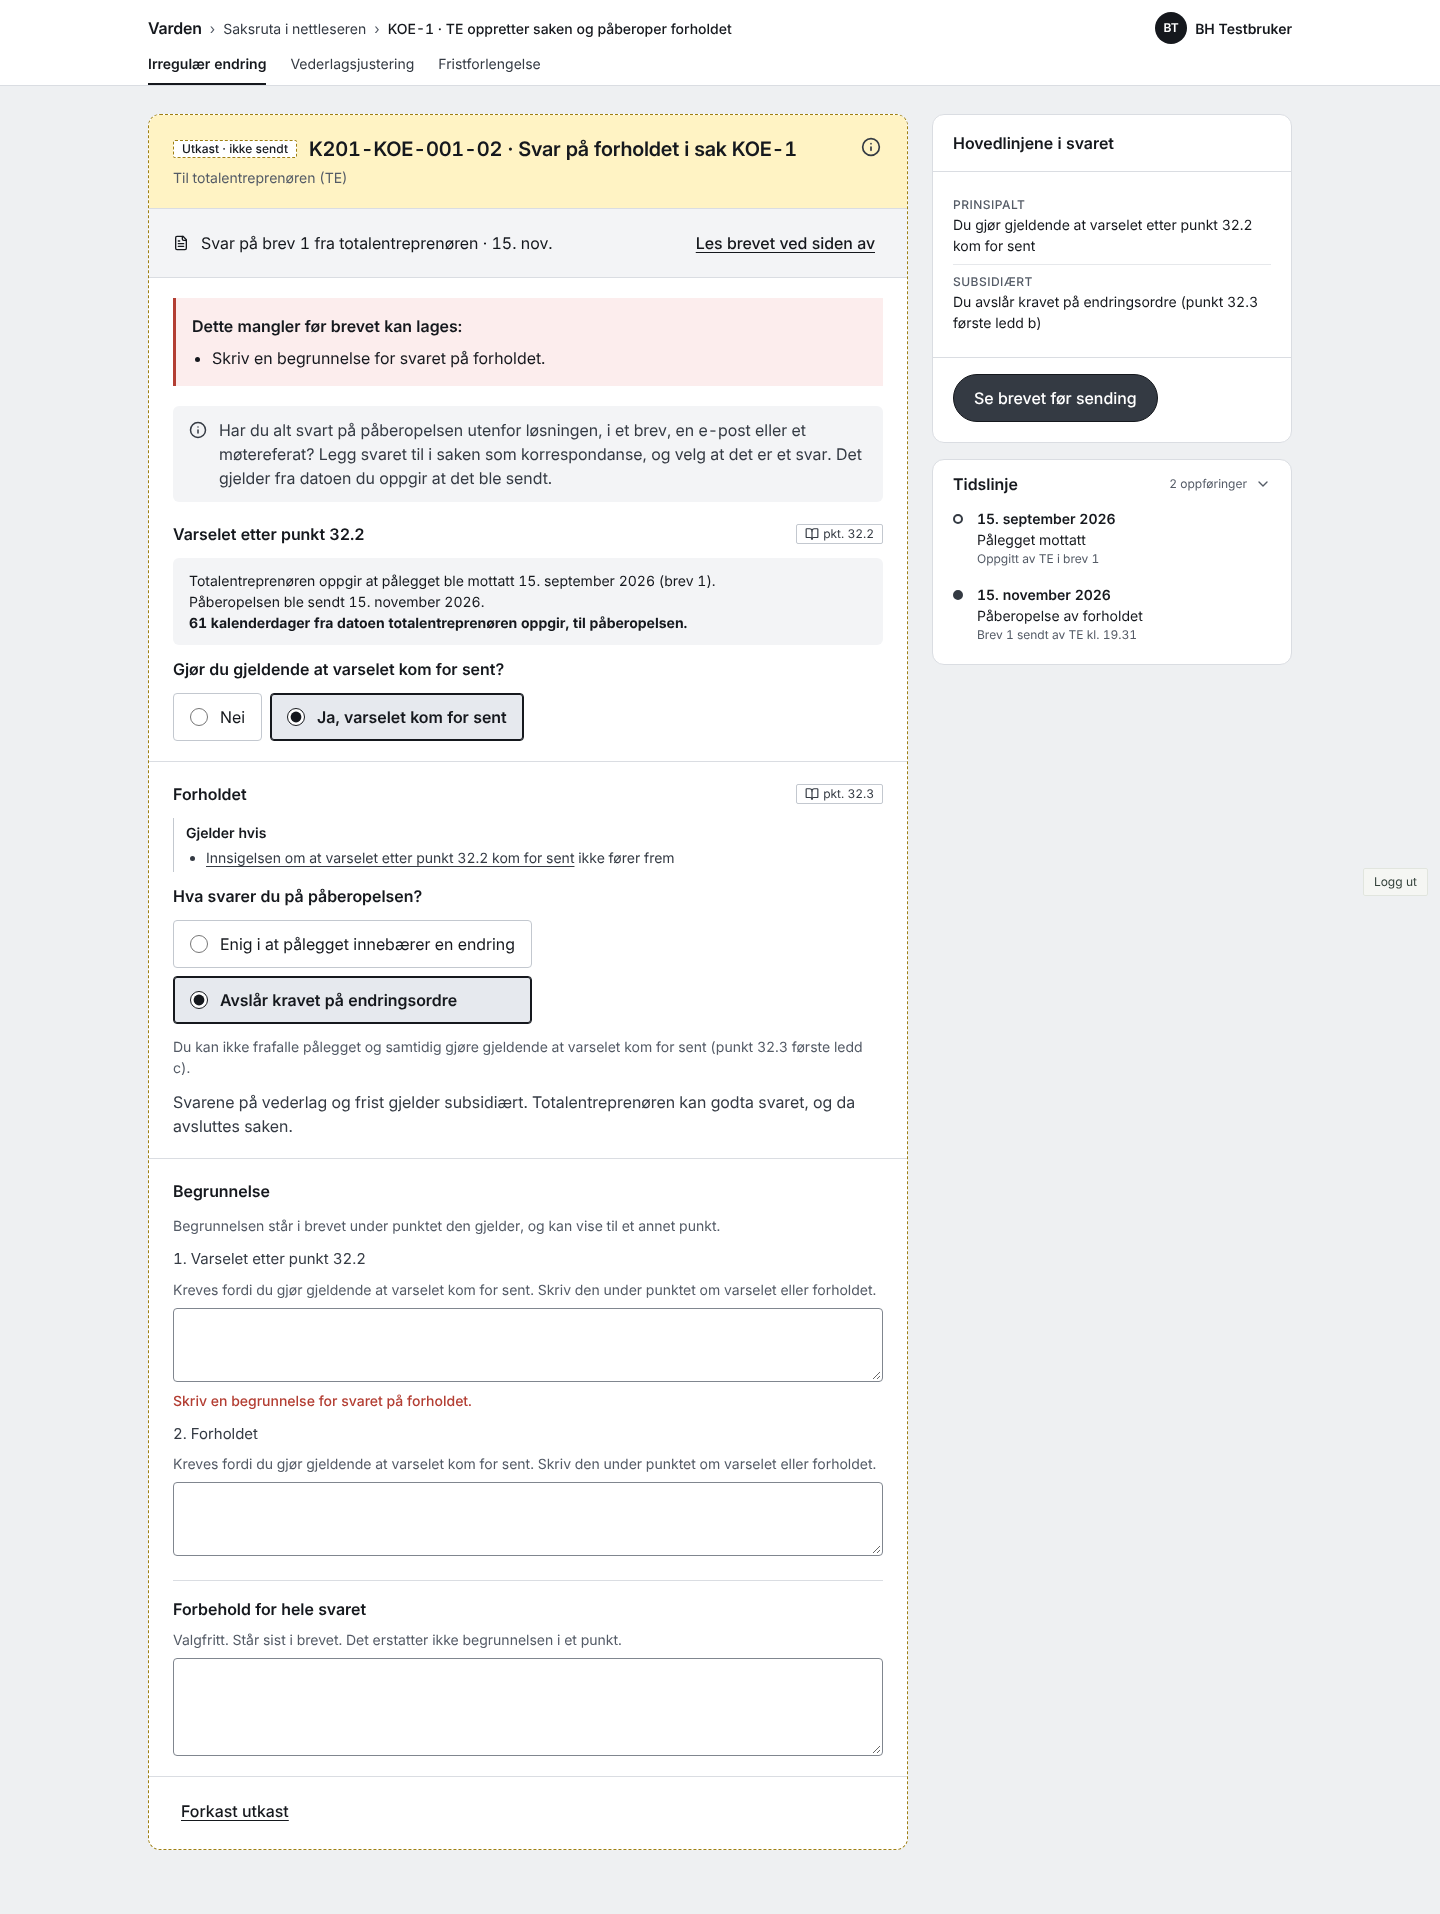 Varden › Saksruta i nettleseren › KOE-1 · TE oppretter saken og påberoper forholdet
BT BH Testbruker
Irregulær endring Vederlagsjustering Fristforlengelse
Utkast · ikke sendt K201-KOE-001-02 · Svar på forholdet i sak KOE-1
Til totalentreprenøren (TE)
Svar på brev 1 fra totalentreprenøren · 15. nov. Les brevet ved siden av
Dette mangler før brevet kan lages:
• Skriv en begrunnelse for svaret på forholdet.
Har du alt svart på påberopelsen utenfor løsningen, i et brev, en e-post eller et
møtereferat? Legg svaret til i saken som korrespondanse, og velg at det er et svar. Det
gjelder fra datoen du oppgir at det ble sendt.
Varselet etter punkt 32.2 pkt. 32.2
Totalentreprenøren oppgir at pålegget ble mottatt 15. september 2026 (brev 1).
Påberopelsen ble sendt 15. november 2026.
61 kalenderdager fra datoen totalentreprenøren oppgir, til påberopelsen.
Gjør du gjeldende at varselet kom for sent?
Nei Ja, varselet kom for sent
Forholdet pkt. 32.3
Gjelder hvis
• Innsigelsen om at varselet etter punkt 32.2 kom for sent ikke fører frem
Hva svarer du på påberopelsen?
Enig i at pålegget innebærer en endring
Avslår kravet på endringsordre
Du kan ikke frafalle pålegget og samtidig gjøre gjeldende at varselet kom for sent (punkt 32.3 første ledd
c).
Svarene på vederlag og frist gjelder subsidiært. Totalentreprenøren kan godta svaret, og da
avsluttes saken.
Begrunnelse
Begrunnelsen står i brevet under punktet den gjelder, og kan vise til et annet punkt.
1. Varselet etter punkt 32.2
Kreves fordi du gjør gjeldende at varselet kom for sent. Skriv den under punktet om varselet eller forholdet.
Skriv en begrunnelse for svaret på forholdet.
2. Forholdet
Kreves fordi du gjør gjeldende at varselet kom for sent. Skriv den under punktet om varselet eller forholdet.
Forbehold for hele svaret
Valgfritt. Står sist i brevet. Det erstatter ikke begrunnelsen i et punkt.
Forkast utkast
Hovedlinjene i svaret
PRINSIPALT
Du gjør gjeldende at varselet etter punkt 32.2
kom for sent
SUBSIDIÆRT
Du avslår kravet på endringsordre (punkt 32.3
første ledd b)
Se brevet før sending
Tidslinje 2 oppføringer
15. september 2026
Pålegget mottatt
Oppgitt av TE i brev 1
15. november 2026
Påberopelse av forholdet
Brev 1 sendt av TE kl. 19.31
Logg ut